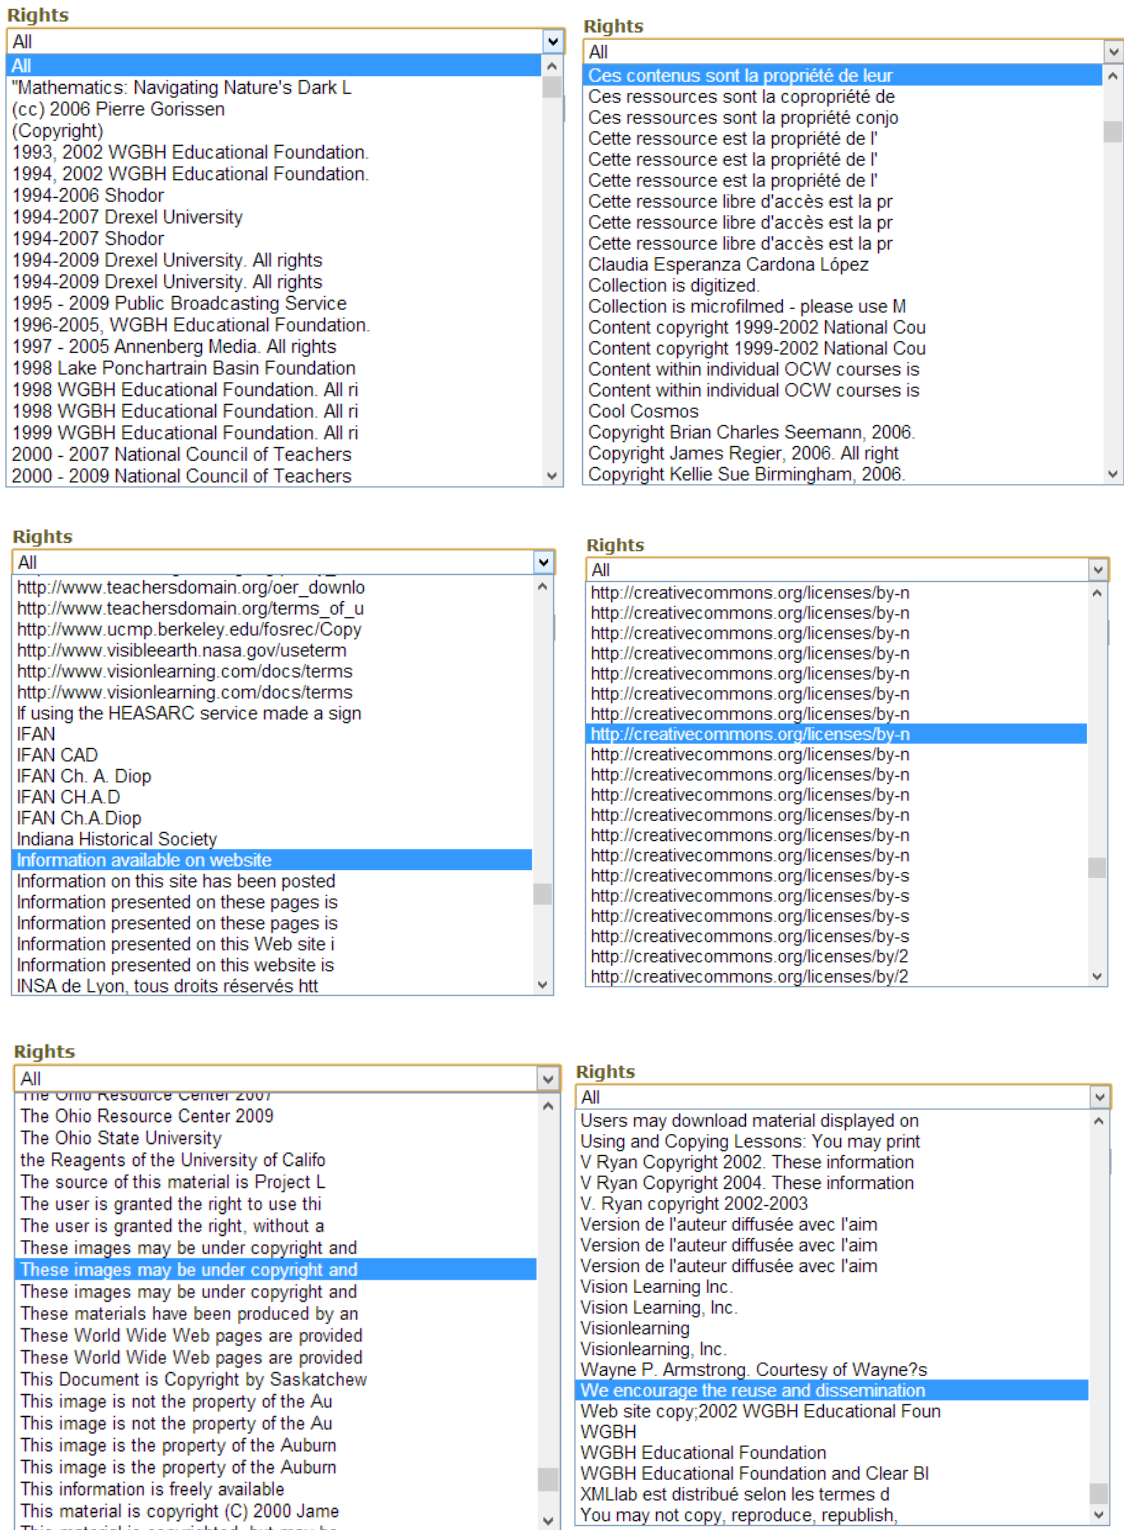 Rights
All
All
"Mathematics: Navigating Nature's Dark L
(cc) 2006 Pierre Gorissen
(Copyright)
1993, 2002 WGBH Educational Foundation.
1994, 2002 WGBH Educational Foundation.
1994-2006 Shodor
1994-2007 Drexel University
1994-2007 Shodor
1994-2009 Drexel University. All rights
1994-2009 Drexel University. All rights
1995 - 2009 Public Broadcasting Service
1996-2005, WGBH Educational Foundation.
1997 - 2005 Annenberg Media. All rights
1998 Lake Ponchartrain Basin Foundation
1998 WGBH Educational Foundation. All ri
1998 WGBH Educational Foundation. All ri
1999 WGBH Educational Foundation. All ri
2000 - 2007 National Council of Teachers
2000 - 2009 National Council of Teachers
Rights
All
Ces contenus sont la propriété de leur
Ces ressources sont la copropriété de
Ces ressources sont la propriété conjo
Cette ressource est la propriété de l'
Cette ressource est la propriété de l'
Cette ressource est la propriété de l'
Cette ressource libre d'accès est la pr
Cette ressource libre d'accès est la pr
Cette ressource libre d'accès est la pr
Claudia Esperanza Cardona López
Collection is digitized.
Collection is microfilmed - please use M
Content copyright 1999-2002 National Cou
Content copyright 1999-2002 National Cou
Content within individual OCW courses is
Content within individual OCW courses is
Cool Cosmos
Copyright Brian Charles Seemann, 2006.
Copyright James Regier, 2006. All right
Copyright Kellie Sue Birmingham, 2006.
Rights
All
http://www.teachersdomain.org/oer_downlo
http://www.teachersdomain.org/terms_of_u
http://www.ucmp.berkeley.edu/fosrec/Copy
http://www.visibleearth.nasa.gov/useterm
http://www.visionlearning.com/docs/terms
http://www.visionlearning.com/docs/terms
If using the HEASARC service made a sign
IFAN
IFAN CAD
IFAN Ch. A. Diop
IFAN CH.A.D
IFAN Ch.A.Diop
Indiana Historical Society
Information available on website
Information on this site has been posted
Information presented on these pages is
Information presented on these pages is
Information presented on this Web site i
Information presented on this website is
INSA de Lyon, tous droits réservés htt
Rights
All
http://creativecommons.org/licenses/by-n
http://creativecommons.org/licenses/by-n
http://creativecommons.org/licenses/by-n
http://creativecommons.org/licenses/by-n
http://creativecommons.org/licenses/by-n
http://creativecommons.org/licenses/by-n
http://creativecommons.org/licenses/by-n
http://creativecommons.org/licenses/by-n
http://creativecommons.org/licenses/by-n
http://creativecommons.org/licenses/by-n
http://creativecommons.org/licenses/by-n
http://creativecommons.org/licenses/by-n
http://creativecommons.org/licenses/by-n
http://creativecommons.org/licenses/by-n
http://creativecommons.org/licenses/by-s
http://creativecommons.org/licenses/by-s
http://creativecommons.org/licenses/by-s
http://creativecommons.org/licenses/by-s
http://creativecommons.org/licenses/by/2
http://creativecommons.org/licenses/by/2
Rights
All
The Ohio Resource Center 2007
The Ohio Resource Center 2009
The Ohio State University
the Reagents of the University of Califo
The source of this material is Project L
The user is granted the right to use thi
The user is granted the right, without a
These images may be under copyright and
These images may be under copyright and
These images may be under copyright and
These materials have been produced by an
These World Wide Web pages are provided
These World Wide Web pages are provided
This Document is Copyright by Saskatchew
This image is not the property of the Au
This image is not the property of the Au
This image is the property of the Auburn
This image is the property of the Auburn
This information is freely available
This material is copyright (C) 2000 Jame
This material is copyrighted, but may be
Rights
All
Users may download material displayed on
Using and Copying Lessons: You may print
V Ryan Copyright 2002. These information
V Ryan Copyright 2004. These information
V. Ryan copyright 2002-2003
Version de l'auteur diffusée avec l'aim
Version de l'auteur diffusée avec l'aim
Version de l'auteur diffusée avec l'aim
Vision Learning Inc.
Vision Learning, Inc.
Visionlearning
Visionlearning, Inc.
Wayne P. Armstrong. Courtesy of Wayne?s
We encourage the reuse and dissemination
Web site copy;2002 WGBH Educational Foun
WGBH
WGBH Educational Foundation
WGBH Educational Foundation and Clear Bl
XMLlab est distribué selon les termes d
You may not copy, reproduce, republish,